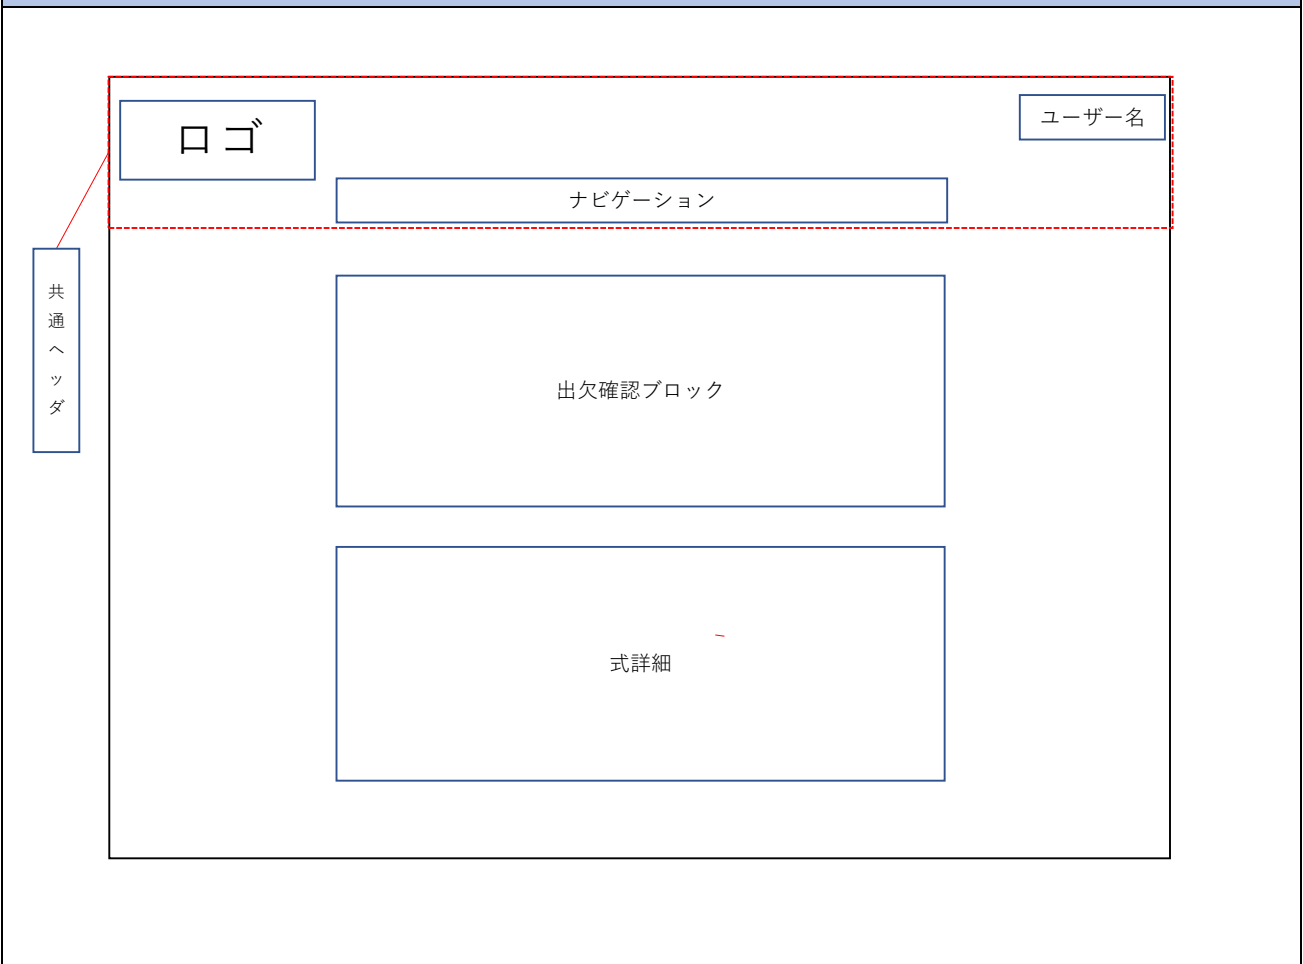 ロゴ
ユーザー名
ナビゲーション
共通ヘッダ
出欠確認ブロック
式詳細